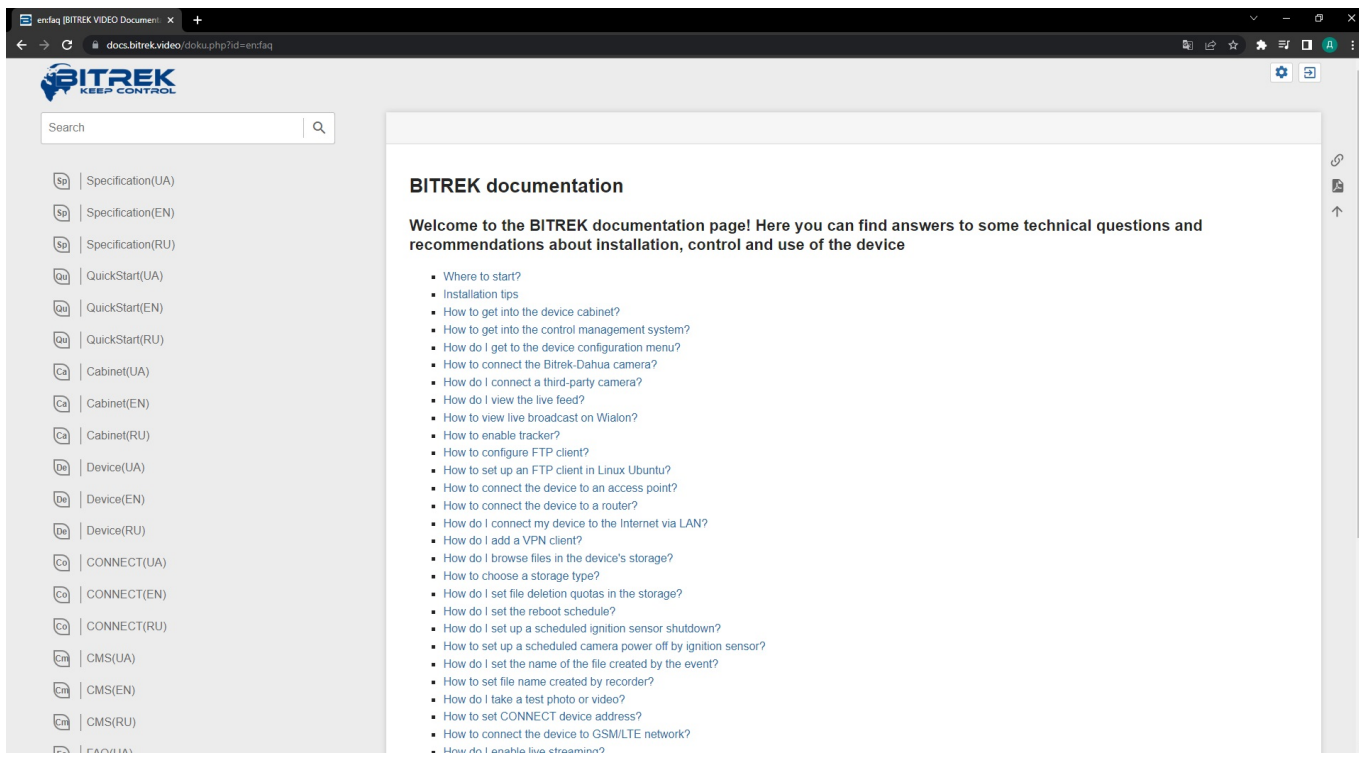 en:faq [BITREK VIDEO Documenta
docs.bitrek.video/doku.php?id=en:faq
Д
BITREK
KEEP CONTROL
Search
Sp Specification(UA)
Sp Specification(EN)
Sp Specification(RU)
Qu QuickStart(UA)
Qu QuickStart(EN)
Qu QuickStart(RU)
Ca Cabinet(UA)
Ca Cabinet(EN)
Ca Cabinet(RU)
De Device(UA)
De Device(EN)
De Device(RU)
Co CONNECT(UA)
Co CONNECT(EN)
Co CONNECT(RU)
Cm CMS(UA)
Cm CMS(EN)
Cm CMS(RU)
FAQ(UA)
BITREK documentation
Welcome to the BITREK documentation page! Here you can find answers to some technical questions and
recommendations about installation, control and use of the device
Where to start?
Installation tips
How to get into the device cabinet?
How to get into the control management system?
How do I get to the device configuration menu?
How to connect the Bitrek-Dahua camera?
How do I connect a third-party camera?
How do I view the live feed?
How to view live broadcast on Wialon?
How to enable tracker?
How to configure FTP client?
How to set up an FTP client in Linux Ubuntu?
How to connect the device to an access point?
How to connect the device to a router?
How do I connect my device to the Internet via LAN?
How do I add a VPN client?
How do I browse files in the device's storage?
How to choose a storage type?
How do I set file deletion quotas in the storage?
How do I set the reboot schedule?
How do I set up a scheduled ignition sensor shutdown?
How to set up a scheduled camera power off by ignition sensor?
How do I set the name of the file created by the event?
How to set file name created by recorder?
How do I take a test photo or video?
How to set CONNECT device address?
How to connect the device to GSM/LTE network?
How do I enable live streaming?